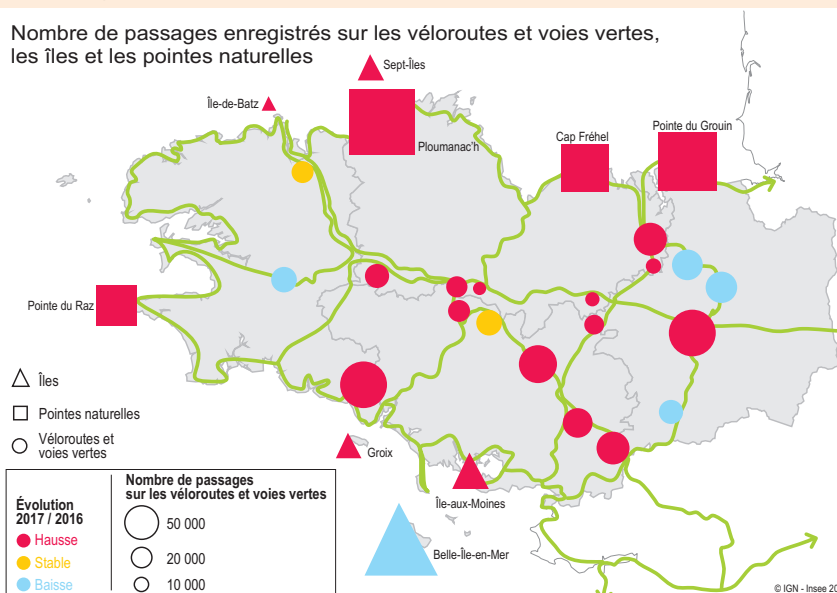 Nombre de passages enregistrés sur les véloroutes et voies vertes,
les îles et les pointes naturelles
Sept-Îles
Île-de-Batz
Ploumanac'h
Cap Fréhel
Pointe du Grouin
Pointe du Raz
Îles
Pointes naturelles
Véloroutes et
voies vertes
Groix
Île-aux-Moines
Belle-Île-en-Mer
Évolution
2017 / 2016
Hausse
Stable
Baisse
Nombre de passages
sur les véloroutes et voies vertes
50 000
20 000
10 000
© IGN - Insee 20